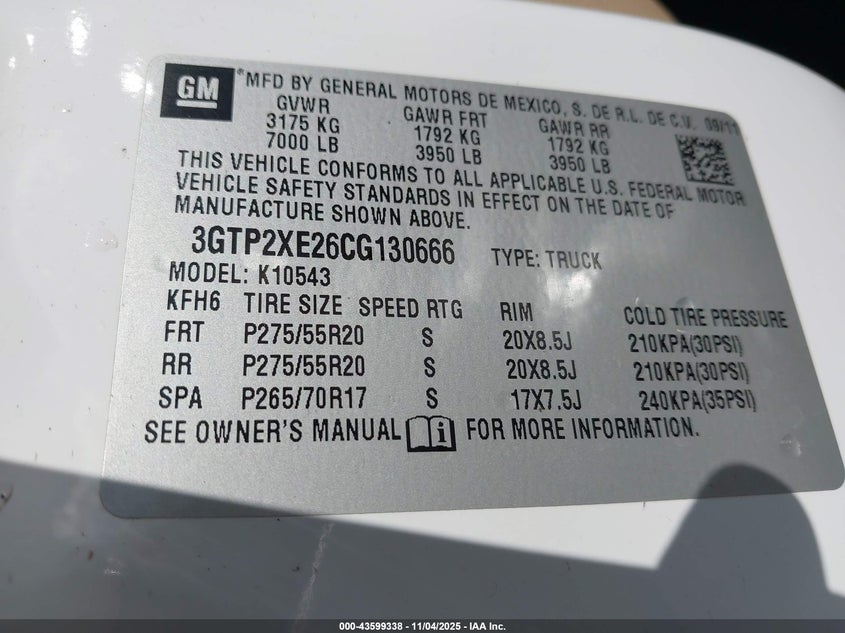 GM
MFD BY GENERAL MOTORS DE MEXICO, S. DE R.L. DE C.V. 09/11
GVWR GAWR FRT GAWR RR
3175 KG 1792 KG 1792 KG
7000 LB 3950 LB 3950 LB
THIS VEHICLE CONFORMS TO ALL APPLICABLE U.S. FEDERAL MOTOR
VEHICLE SAFETY STANDARDS IN EFFECT ON THE DATE OF
MANUFACTURE SHOWN ABOVE.
3GTP2XE26CG130666 TYPE: TRUCK
MODEL: K10543
KFH6 TIRE SIZE SPEED RTG RIM COLD TIRE PRESSURE
FRT P275/55R20 S 20X8.5J 210KPA(30PSI)
RR P275/55R20 S 20X8.5J 210KPA(30PSI)
SPA P265/70R17 S 17X7.5J 240KPA(35PSI)
SEE OWNER'S MANUAL i FOR MORE INFORMATION.
000-43599338 - 11/04/2025 - IAA Inc.